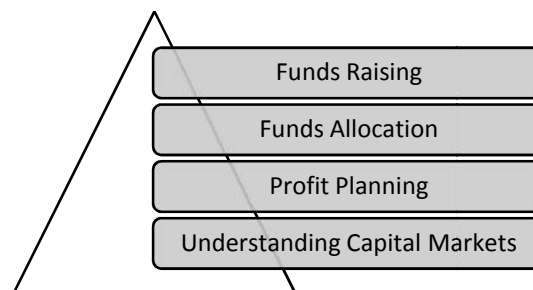 Funds Raising
Funds Allocation
Profit Planning
Understanding Capital Markets